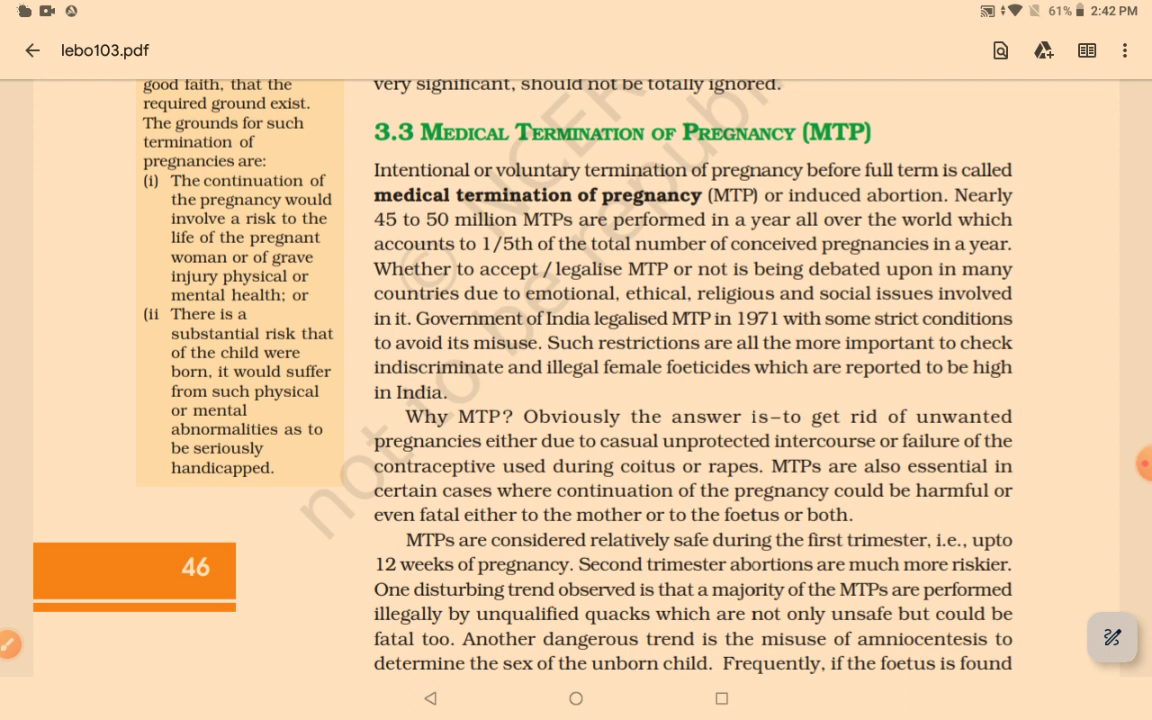 61% 2:42 PM
lebo103.pdf
good faith, that the
required ground exist.
The grounds for such
termination of
pregnancies are:
(i) The continuation of
the pregnancy would
involve a risk to the
life of the pregnant
woman or of grave
injury physical or
mental health; or
(ii There is a
substantial risk that
of the child were
born, it would suffer
from such physical
or mental
abnormalities as to
be seriously
handicapped.
46
very significant, should not be totally ignored.
3.3 MEDICAL TERMINATION OF PREGNANCY (MTP)
Intentional or voluntary termination of pregnancy before full term is called
medical termination of pregnancy (MTP) or induced abortion. Nearly
45 to 50 million MTPs are performed in a year all over the world which
accounts to 1/5th of the total number of conceived pregnancies in a year.
Whether to accept / legalise MTP or not is being debated upon in many
countries due to emotional, ethical, religious and social issues involved
in it. Government of India legalised MTP in 1971 with some strict conditions
to avoid its misuse. Such restrictions are all the more important to check
indiscriminate and illegal female foeticides which are reported to be high
in India.
Why MTP? Obviously the answer is–to get rid of unwanted
pregnancies either due to casual unprotected intercourse or failure of the
contraceptive used during coitus or rapes. MTPs are also essential in
certain cases where continuation of the pregnancy could be harmful or
even fatal either to the mother or to the foetus or both.
MTPs are considered relatively safe during the first trimester, i.e., upto
12 weeks of pregnancy. Second trimester abortions are much more riskier.
One disturbing trend observed is that a majority of the MTPs are performed
illegally by unqualified quacks which are not only unsafe but could be
fatal too. Another dangerous trend is the misuse of amniocentesis to
determine the sex of the unborn child. Frequently, if the foetus is found
© NCER
not to be republ